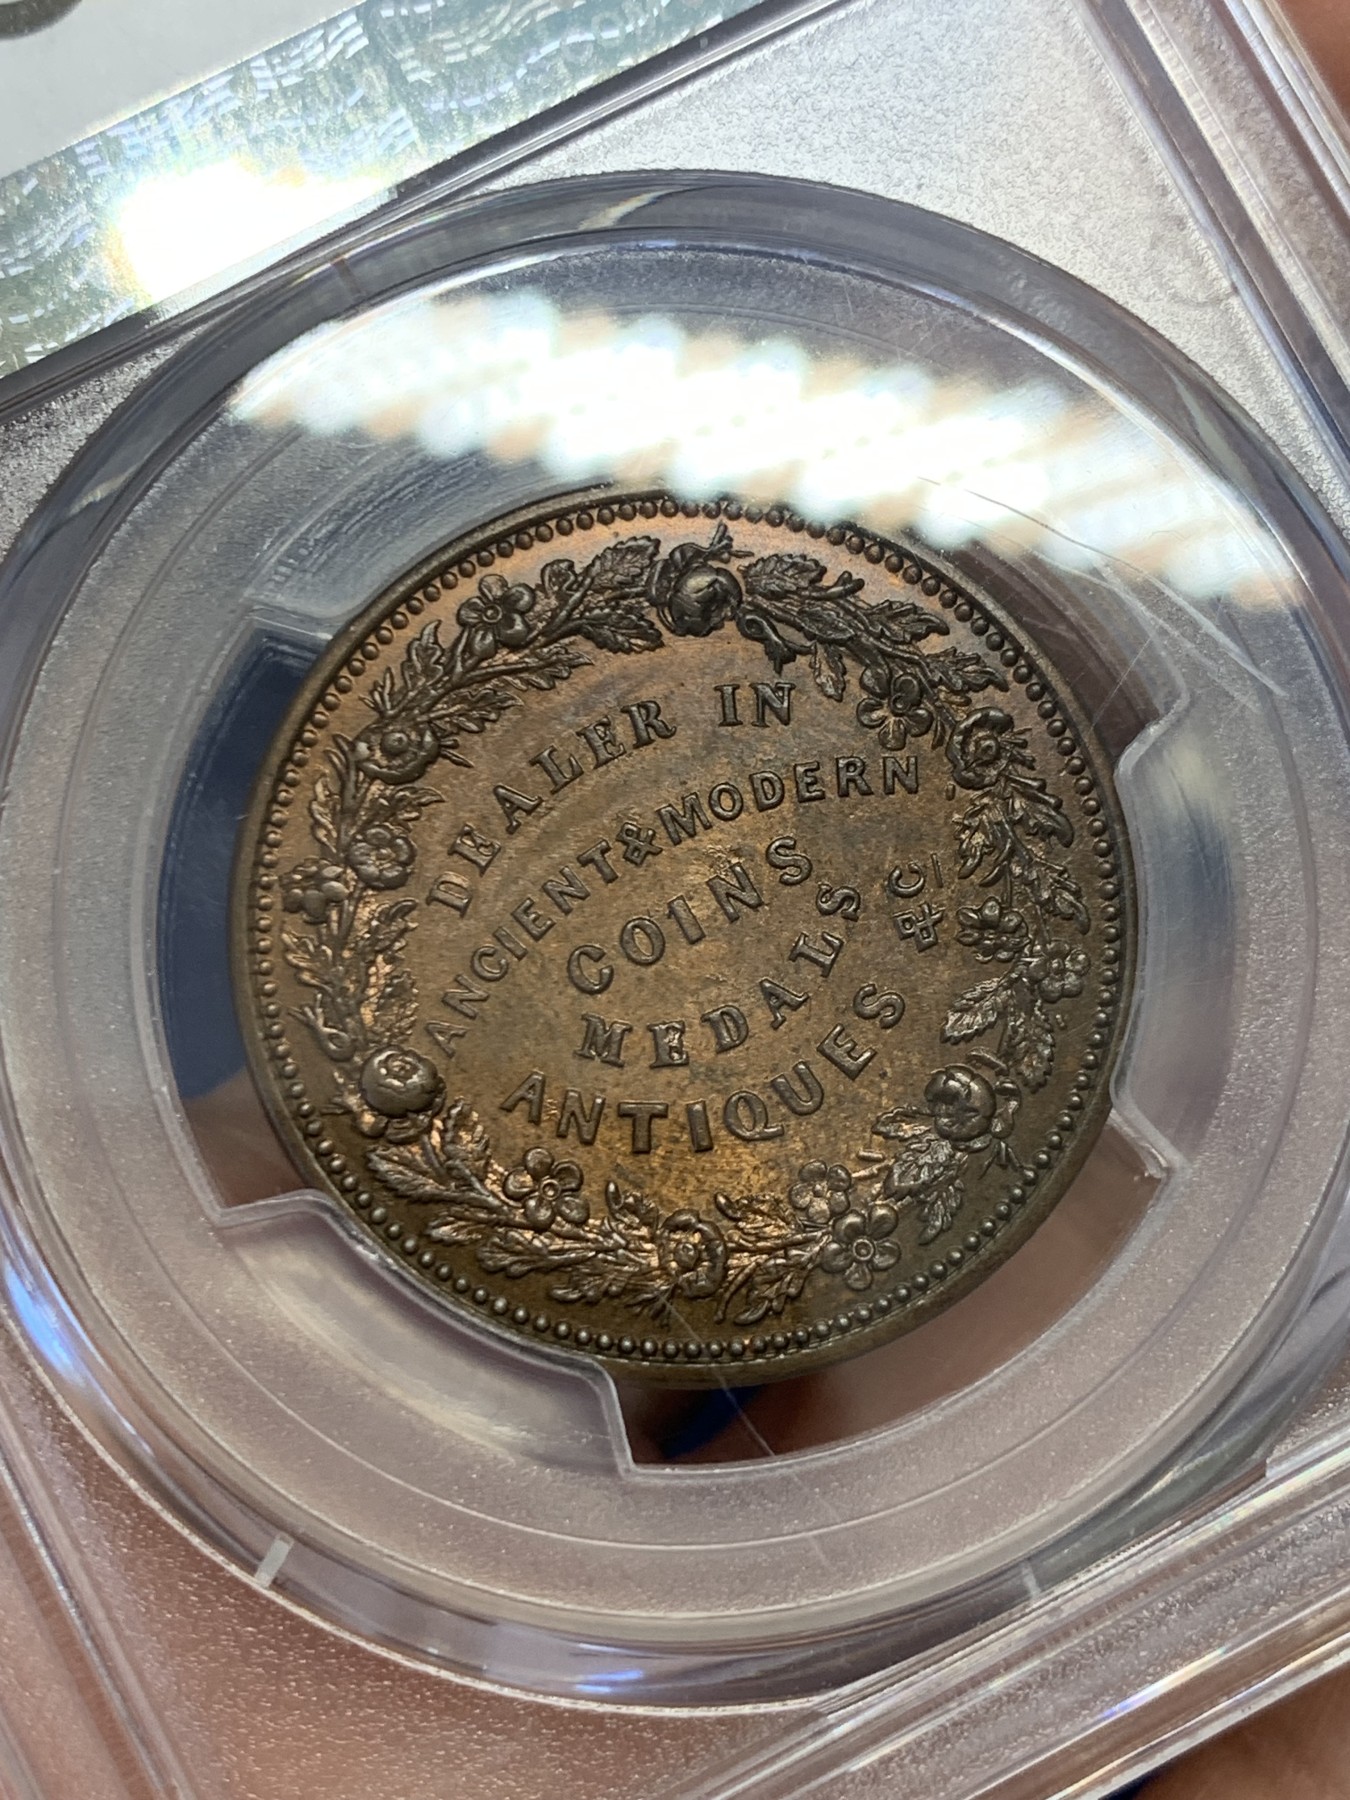 DEALER IN
ANCIENT & MODERN
COINS
MEDALS
ANTIQUES
&C